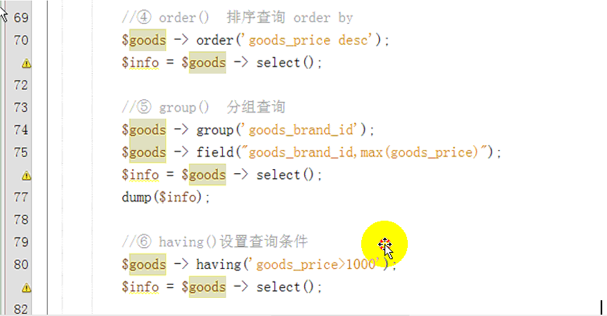 69 //④ order() 排序查询 order by
70 $goods -> order('goods_price desc');
$info = $goods -> select();
72
73 //⑤ group() 分组查询
74 $goods -> group('goods_brand_id');
75 $goods -> field("goods_brand_id,max(goods_price)");
$info = $goods -> select();
77 dump($info);
78
79 //⑥ having()设置查询条件
80 $goods -> having('goods_price>1000');
$info = $goods -> select();
82